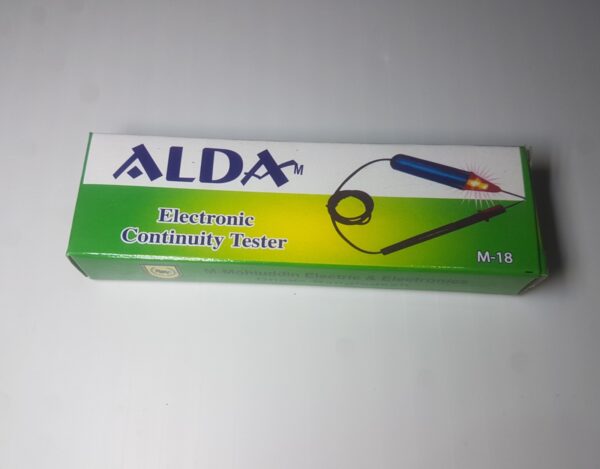 ALDA M
Electronic
Continuity Tester
M-18
M-Mohiuddin Electric & Electronics